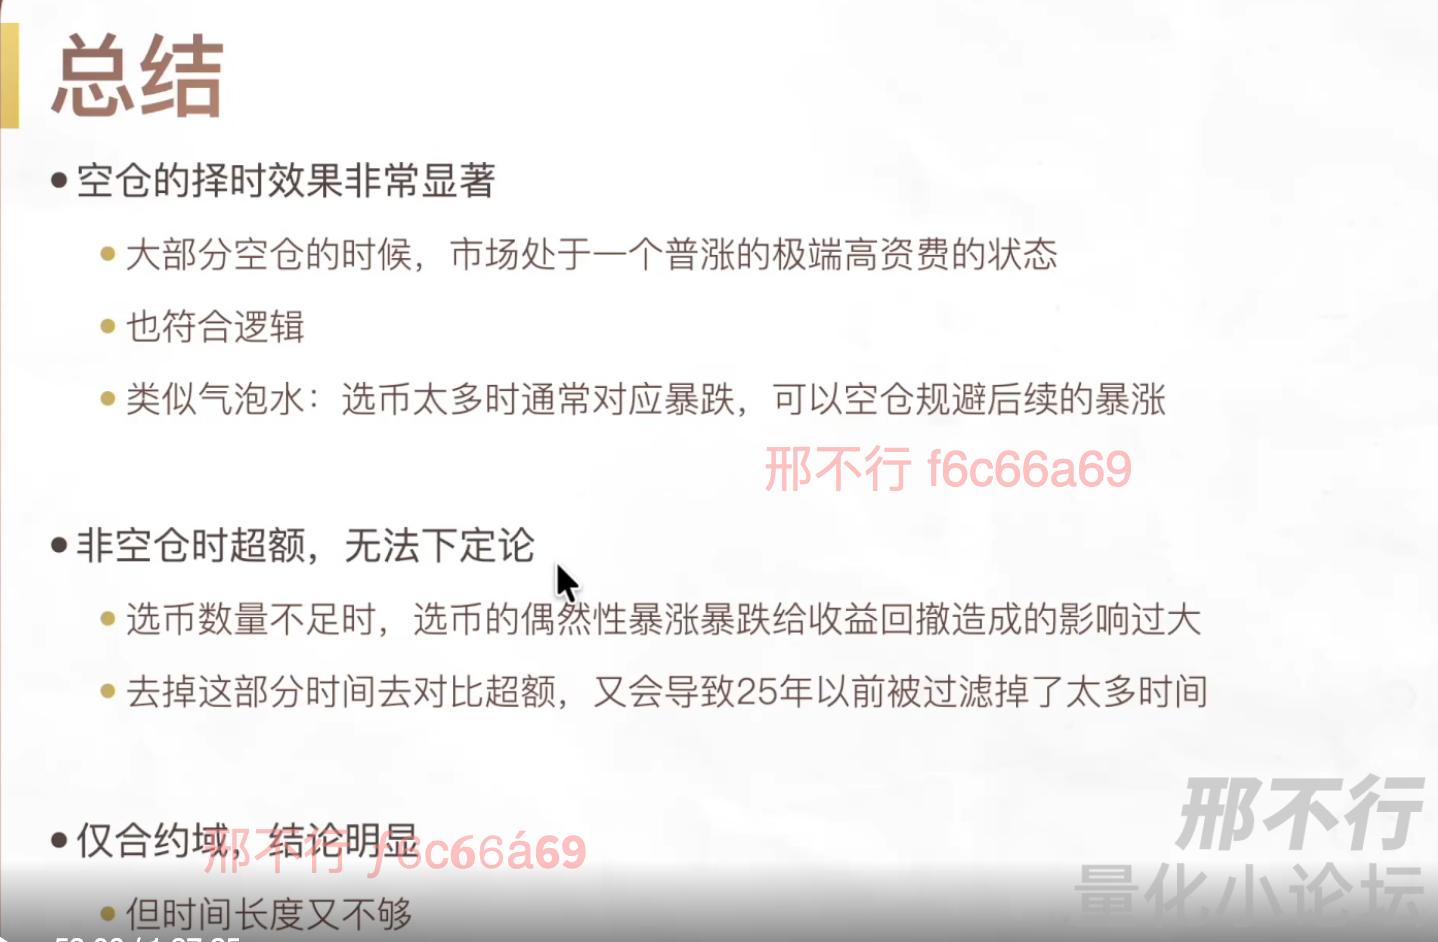 总结
空仓的择时效果非常显著
大部分空仓的时候，市场处于一个普涨的极端高资费的状态
也符合逻辑
类似气泡水：选币太多时通常对应暴跌，可以空仓规避后续的暴涨
邢不行 f6c66a69
非空仓时超额，无法下定论
选币数量不足时，选币的偶然性暴涨暴跌给收益回撤造成的影响过大
去掉这部分时间去对比超额，又会导致25年以前被过滤掉了太多时间
邢不行
仅合约域，结论明显
邢不行 f6c66á69
量化小论坛
但时间长度又不够